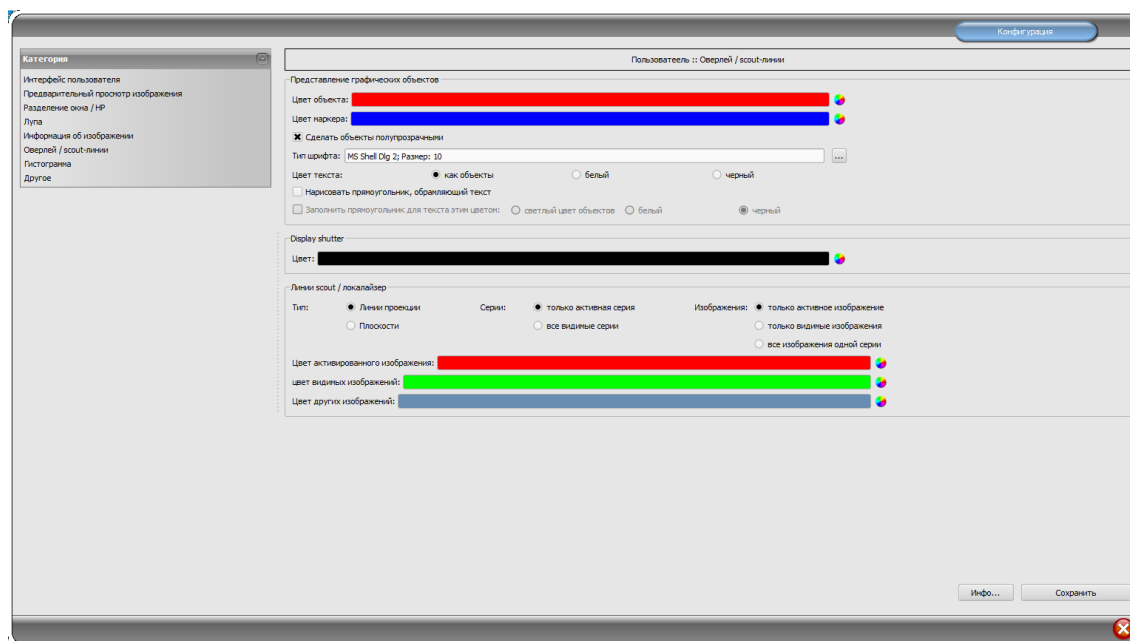 Конфигурация
Категория
Интерфейс пользователя
Предварительный просмотр изображения
Разделение окна / HP
Лупа
Информация об изображении
Оверлей / scout-линии
Гистограмма
Другое
Пользоватеель :: Оверлей / scout-линии
Представление графических объектов
Цвет объекта:
Цвет маркера:
Сделать объекты полупрозрачными
Тип шрифта: MS Shell Dlg 2; Размер: 10 ...
Цвет текста: как объекты белый черный
Нарисовать прямоугольник, обрамляющий текст
Заполнить прямоугольник для текста этим цветом: светлый цвет объектов белый черный
Display shutter
Цвет:
Линии scout / локалайзер
Тип: Линии проекции Серии: только активная серия Изображения: только активное изображение
Плоскости все видимые серии только видимые изображения
все изображения одной серии
Цвет активированного изображения:
цвет видимых изображений:
Цвет других изображений:
Инфо... Сохранить